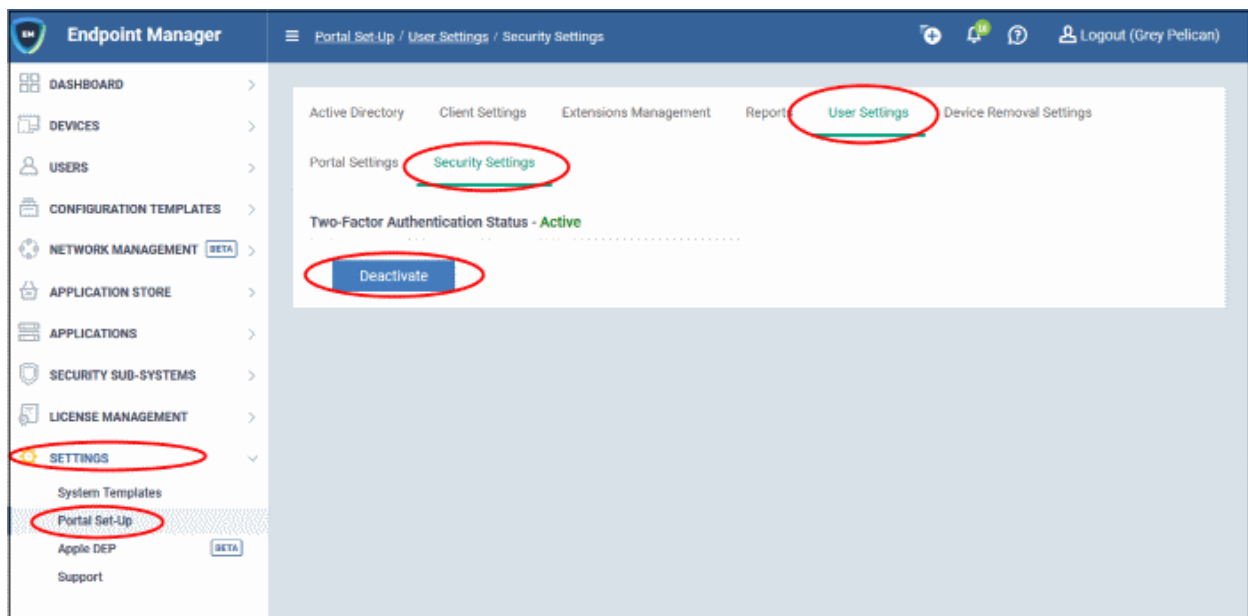 EM Endpoint Manager
Portal Set-Up / User Settings / Security Settings
Logout (Grey Pelican)
DASHBOARD
DEVICES
USERS
CONFIGURATION TEMPLATES
NETWORK MANAGEMENT BETA
APPLICATION STORE
APPLICATIONS
SECURITY SUB-SYSTEMS
LICENSE MANAGEMENT
SETTINGS
System Templates
Portal Set-Up
Apple DEP BETA
Support
Active Directory Client Settings Extensions Management Reports User Settings Device Removal Settings
Portal Settings Security Settings
Two-Factor Authentication Status - Active
Deactivate